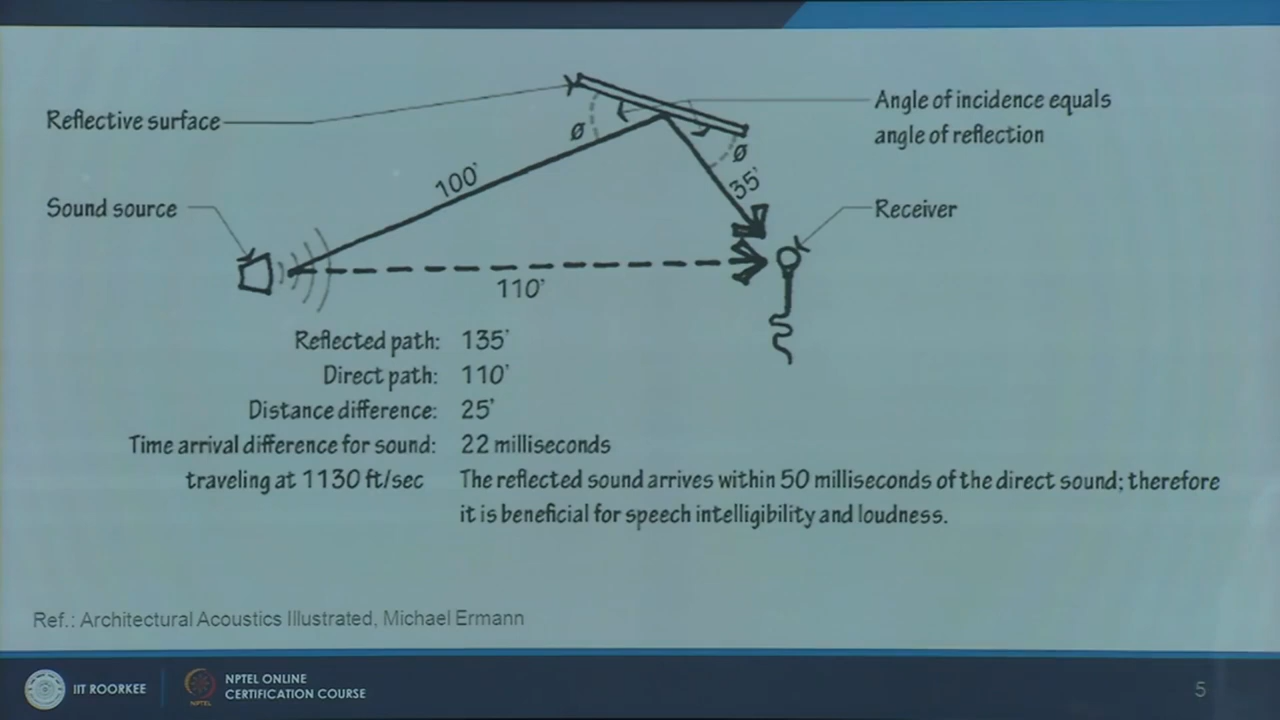 Reflective surface
Angle of incidence equals
angle of reflection
ø
ø
100'
35'
Sound source
Receiver
110'
Reflected path: 135'
Direct path: 110'
Distance difference: 25'
Time arrival difference for sound: 22 milliseconds
traveling at 1130 ft/sec The reflected sound arrives within 50 milliseconds of the direct sound; therefore
it is beneficial for speech intelligibility and loudness.
Ref.: Architectural Acoustics Illustrated, Michael Ermann
IIT ROORKEE
NPTEL
NPTEL ONLINE
CERTIFICATION COURSE
5